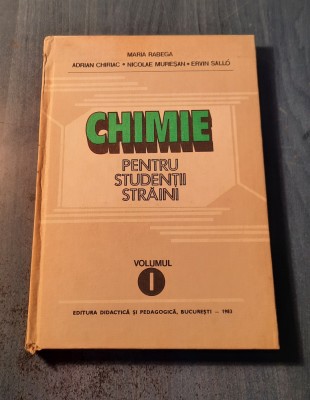 MARIA RABEGA
ADRIAN CHIRIAC • NICOLAE MUREȘAN • ERVIN SALLÓ
CHIMIE
PENTRU
STUDENȚII
STRĂINI
VOLUMUL
I
EDITURA DIDACTICĂ ȘI PEDAGOGICĂ, BUCUREȘTI – 1983